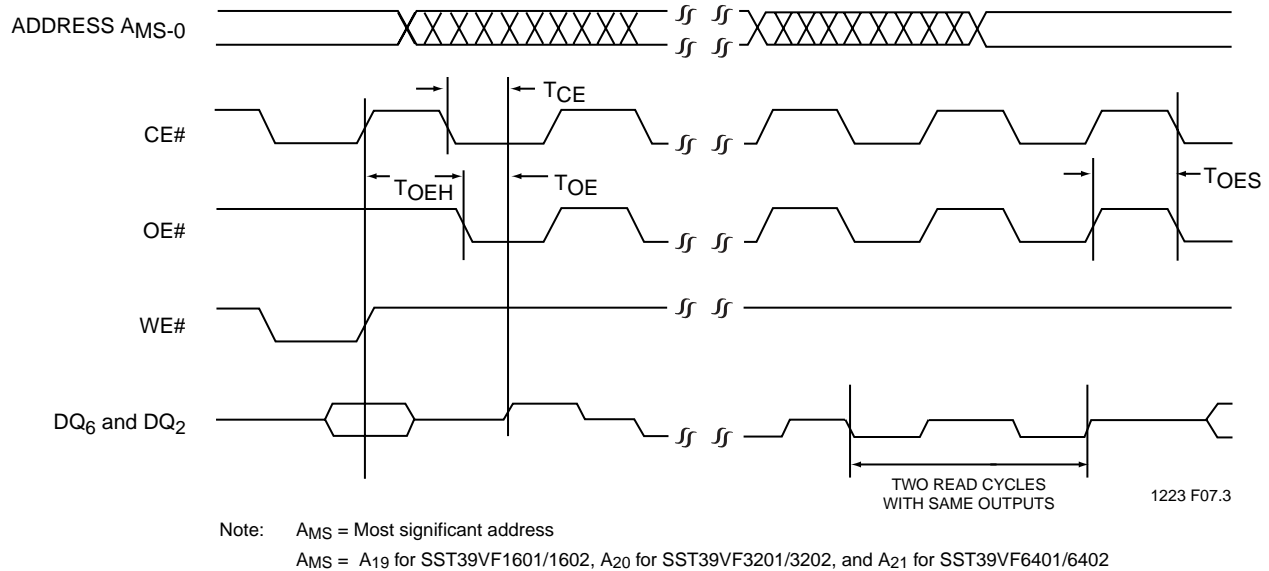 ADDRESS AMS-0
TCE
CE#
TOEH
TOE
TOES
OE#
WE#
DQ6 and DQ2
TWO READ CYCLES
WITH SAME OUTPUTS
1223 F07.3
Note: AMS = Most significant address
AMS = A19 for SST39VF1601/1602, A20 for SST39VF3201/3202, and A21 for SST39VF6401/6402